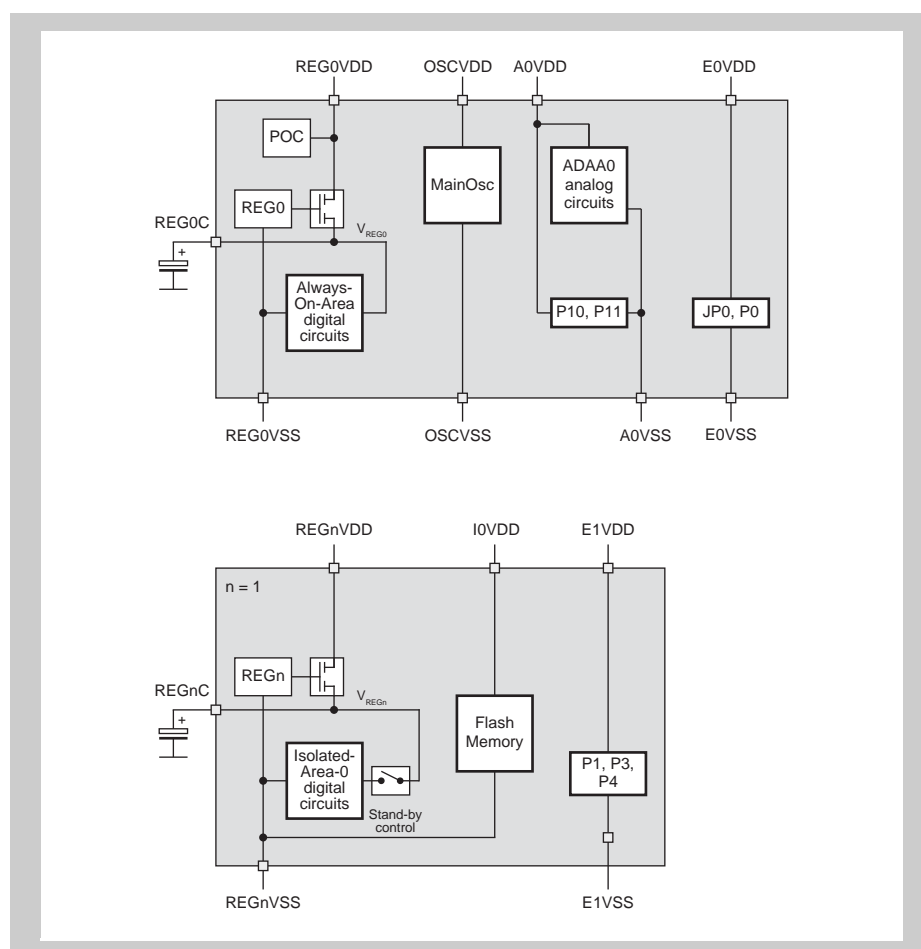 REG0VDD OSCVDD A0VDD E0VDD
POC
MainOsc
ADAA0
analog
circuits
REG0
REG0C
VREG0
+
Always-
On-Area
digital
circuits
P10, P11
JP0, P0
REG0VSS OSCVSS A0VSS E0VSS
REGnVDD I0VDD E1VDD
n = 1
REGn
REGnC
VREGn
+
Flash
Memory
Isolated-
Area-0
digital
circuits
Stand-by
control
P1, P3,
P4
REGnVSS E1VSS